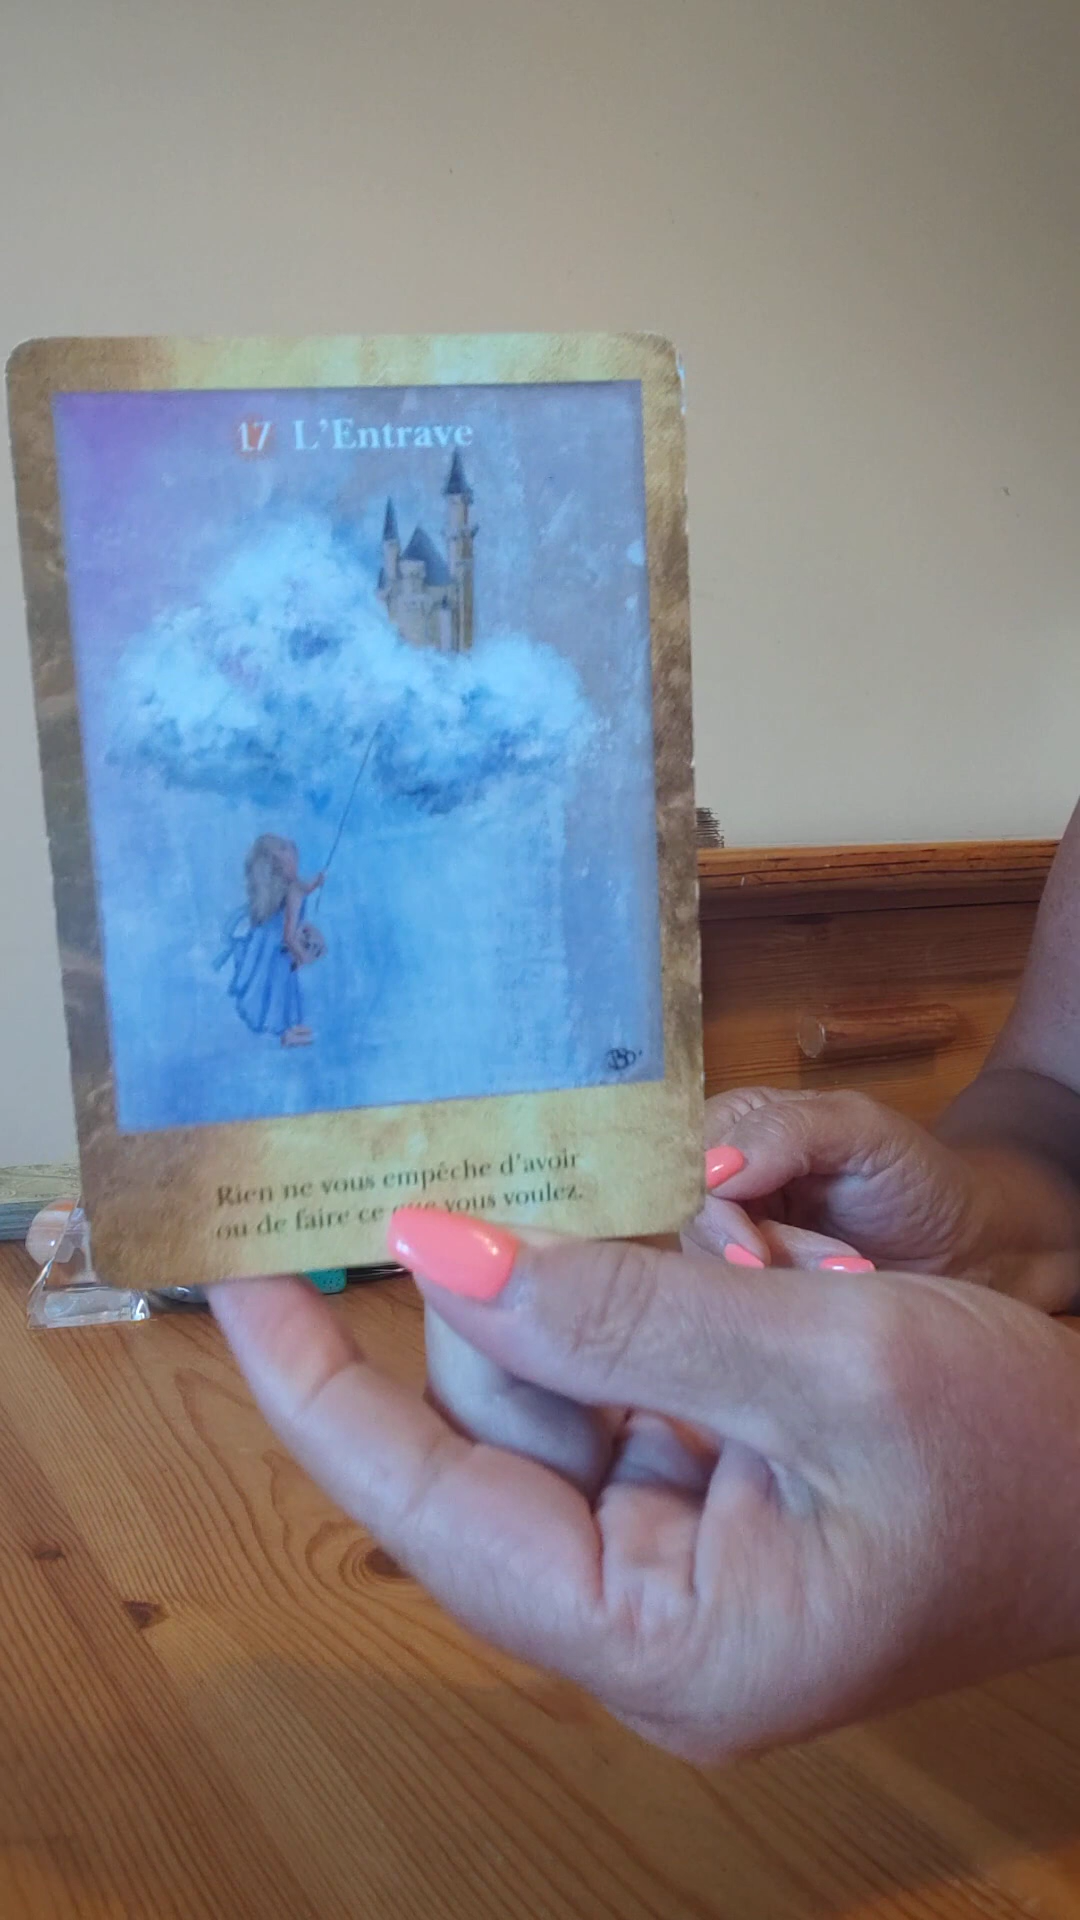 17 L'Entrave
Rien ne vous empêche d'avoir
ou de faire ce que vous voulez.